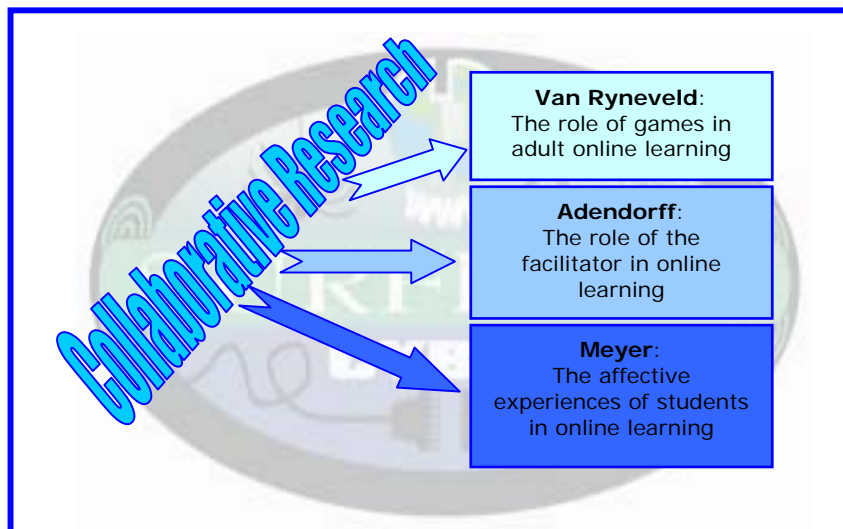 Collaborative Research
Van Ryneveld:
The role of games in
adult online learning
Adendorff:
The role of the
facilitator in online
learning
Meyer:
The affective
experiences of students
in online learning